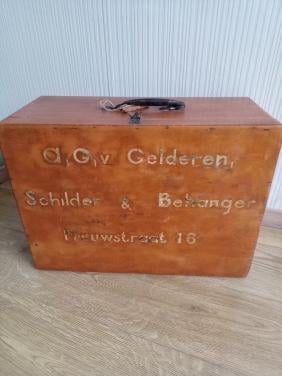 a, G, v Gelderen,
Schilder & Behanger
Nieuwstraat 16